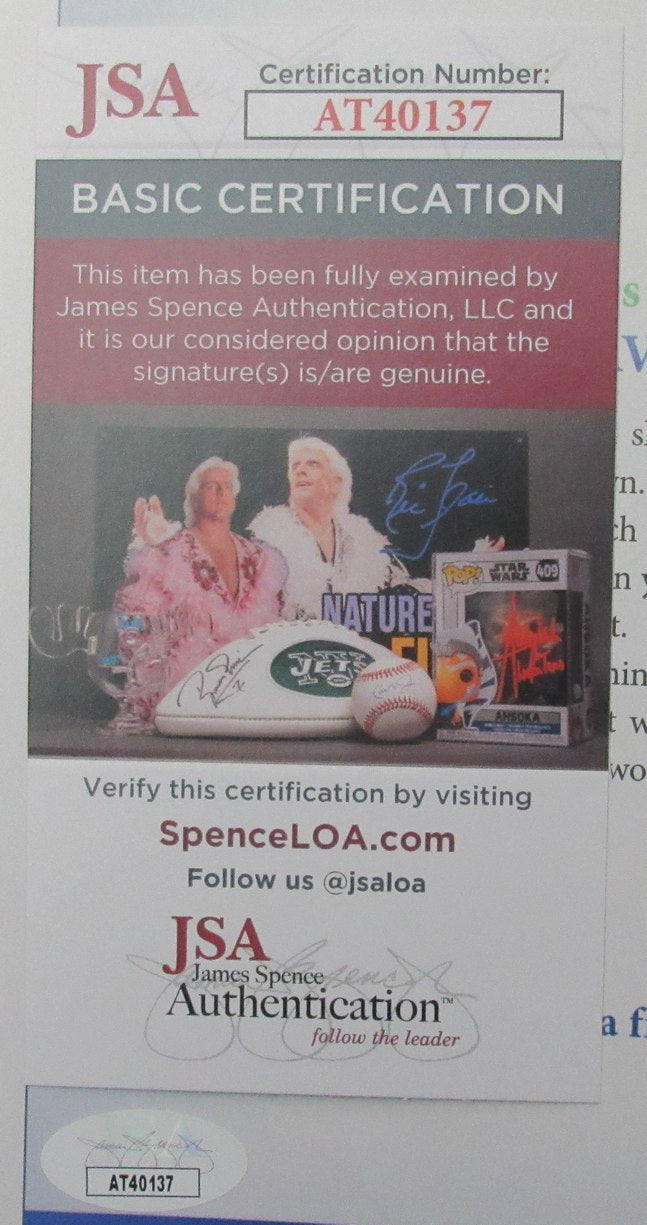 JSA
Certification Number:
AT40137
BASIC CERTIFICATION
This item has been fully examined by
James Spence Authentication, LLC and
it is our considered opinion that the
signature(s) is/are genuine.
NATURE
JETS
POP!
STAR
WARS
409
AHSOKA
Verify this certification by visiting
SpenceLOA.com
Follow us @jsaloa
JSA
James Spence
Authentication™
follow the leader
AT40137